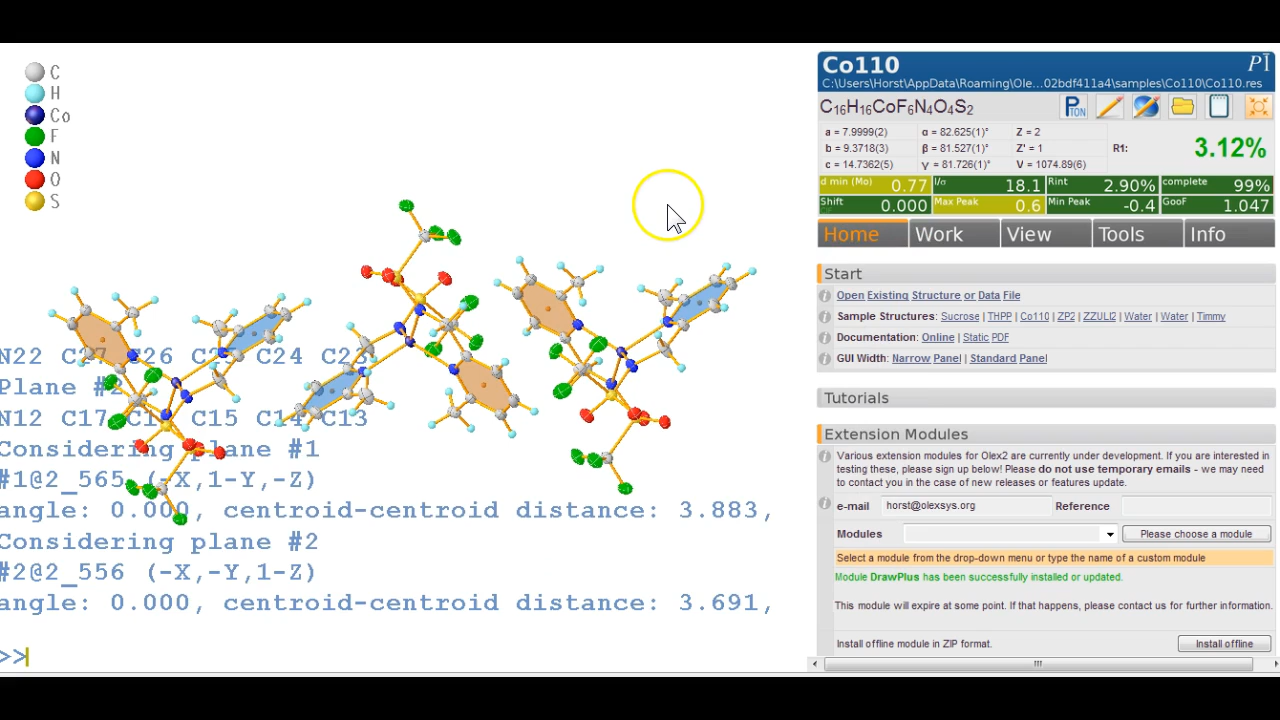 C
H
Co
F
N
O
S
N22 C27 C26 C25 C24 C23
Plane #2
N12 C17 C16 C15 C14 C13
Considering plane #1
#1@2_565 (-X,1-Y,-Z)
angle: 0.000, centroid-centroid distance: 3.883,
Considering plane #2
#2@2_556 (-X,-Y,1-Z)
angle: 0.000, centroid-centroid distance: 3.691,
>>
Co110
C:\Users\Horst\AppData\Roaming\Ole...02bdf411a4\samples\Co110\Co110.res
C16H16CoF6N4O4S2
a = 7.9999(2) α = 82.625(1)° Z = 2
b = 9.3718(3) β = 81.527(1)° Z' = 1 R1: 3.12%
c = 14.7362(5) γ = 81.726(1)° V = 1074.89(6)
d min (Mo) 0.77 I/σ 18.1 Rint 2.90% complete 99%
Shift 0.000 Max Peak 0.6 Min Peak -0.4 GooF 1.047
Home Work View Tools Info
Start
Open Existing Structure or Data File
Sample Structures: Sucrose | THPP | Co110 | ZP2 | ZZULI2 | Water | Water | Timmy
Documentation: Online | Static PDF
GUI Width: Narrow Panel | Standard Panel
Tutorials
Extension Modules
Various extension modules for Olex2 are currently under development. If you are interested in
testing these, please sign up below! Please do not use temporary emails - we may need
to contact you in the case of new releases or features update.
e-mail horst@olexsys.org Reference
Modules Please choose a module
Select a module from the drop-down menu or type the name of a custom module
Module DrawPlus has been successfully installed or updated.
This module will expire at some point. If that happens, please contact us for further information.
Install offline module in ZIP format. Install offline